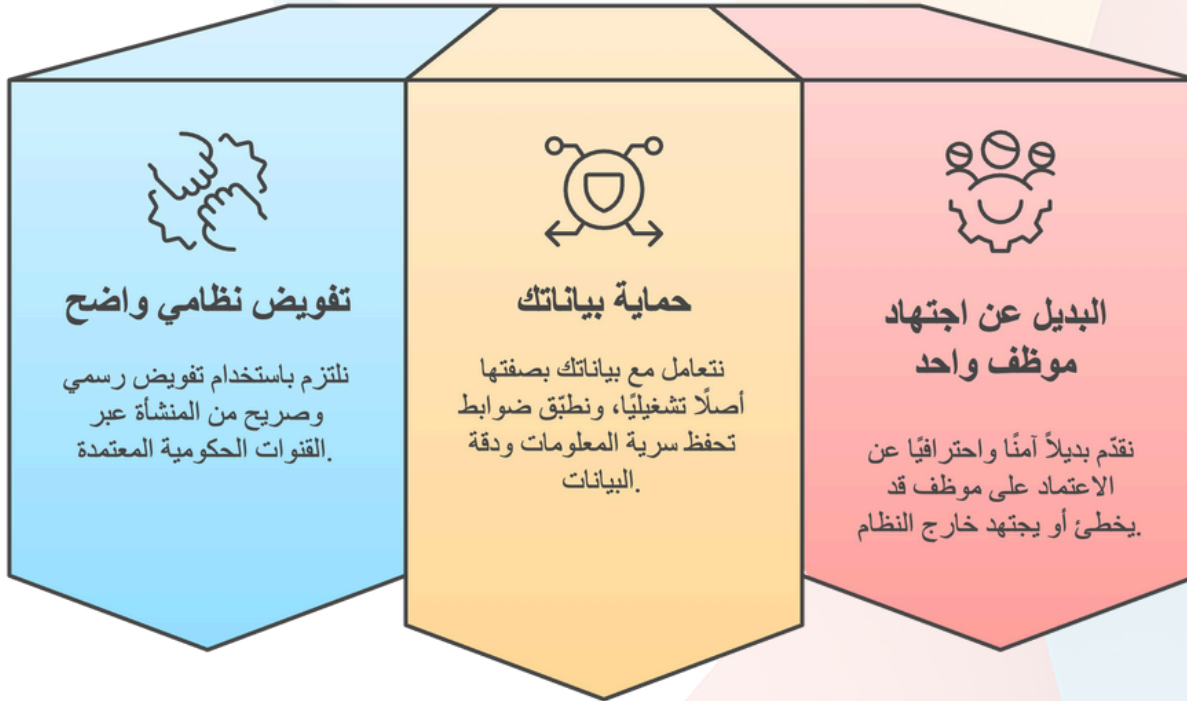 البديل عن اجتهاد
موظف واحد
نقدّم بديلاً آمنًا واحترافيًا عن
الاعتماد على موظف قد
يخطئ أو يجتهد خارج النظام.
حماية بياناتك
نتعامل مع بياناتك بصفتها
أصلًا تشغيليًا، ونطبّق ضوابط
تحفظ سرية المعلومات ودقة
البيانات.
تفويض نظامي واضح
نلتزم باستخدام تفويض رسمي
وصريح من المنشأة عبر
القنوات الحكومية المعتمدة.